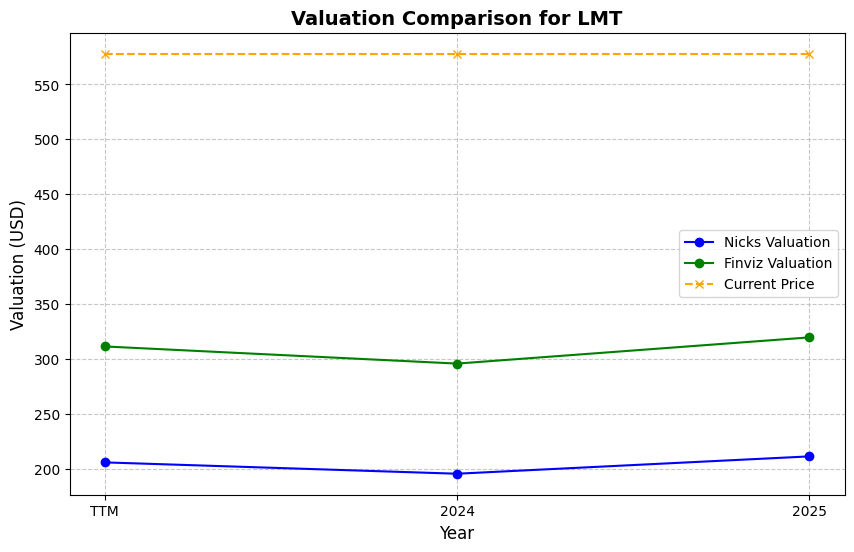 Valuation Comparison for LMT
Valuation (USD)
550
500
450
400
350
300
250
200
Nicks Valuation
Finviz Valuation
Current Price
TTM 2024 2025
Year